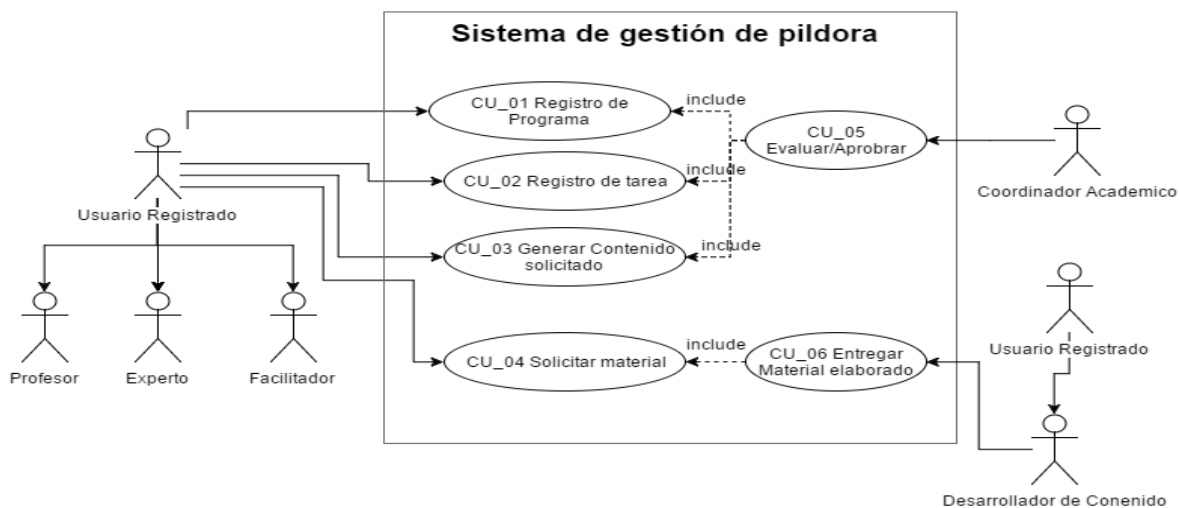 Sistema de gestión de pildora
CU_01 Registro de
Programa
include
CU_05
Evaluar/Aprobrar
CU_02 Registro de tarea
include
Coordinador Academico
Usuario Registrado
CU_03 Generar Contenido
solicitado
include
Profesor
Experto
Facilitador
CU_04 Solicitar material
include
CU_06 Entregar
Material elaborado
Usuario Registrado
Desarrollador de Conenido